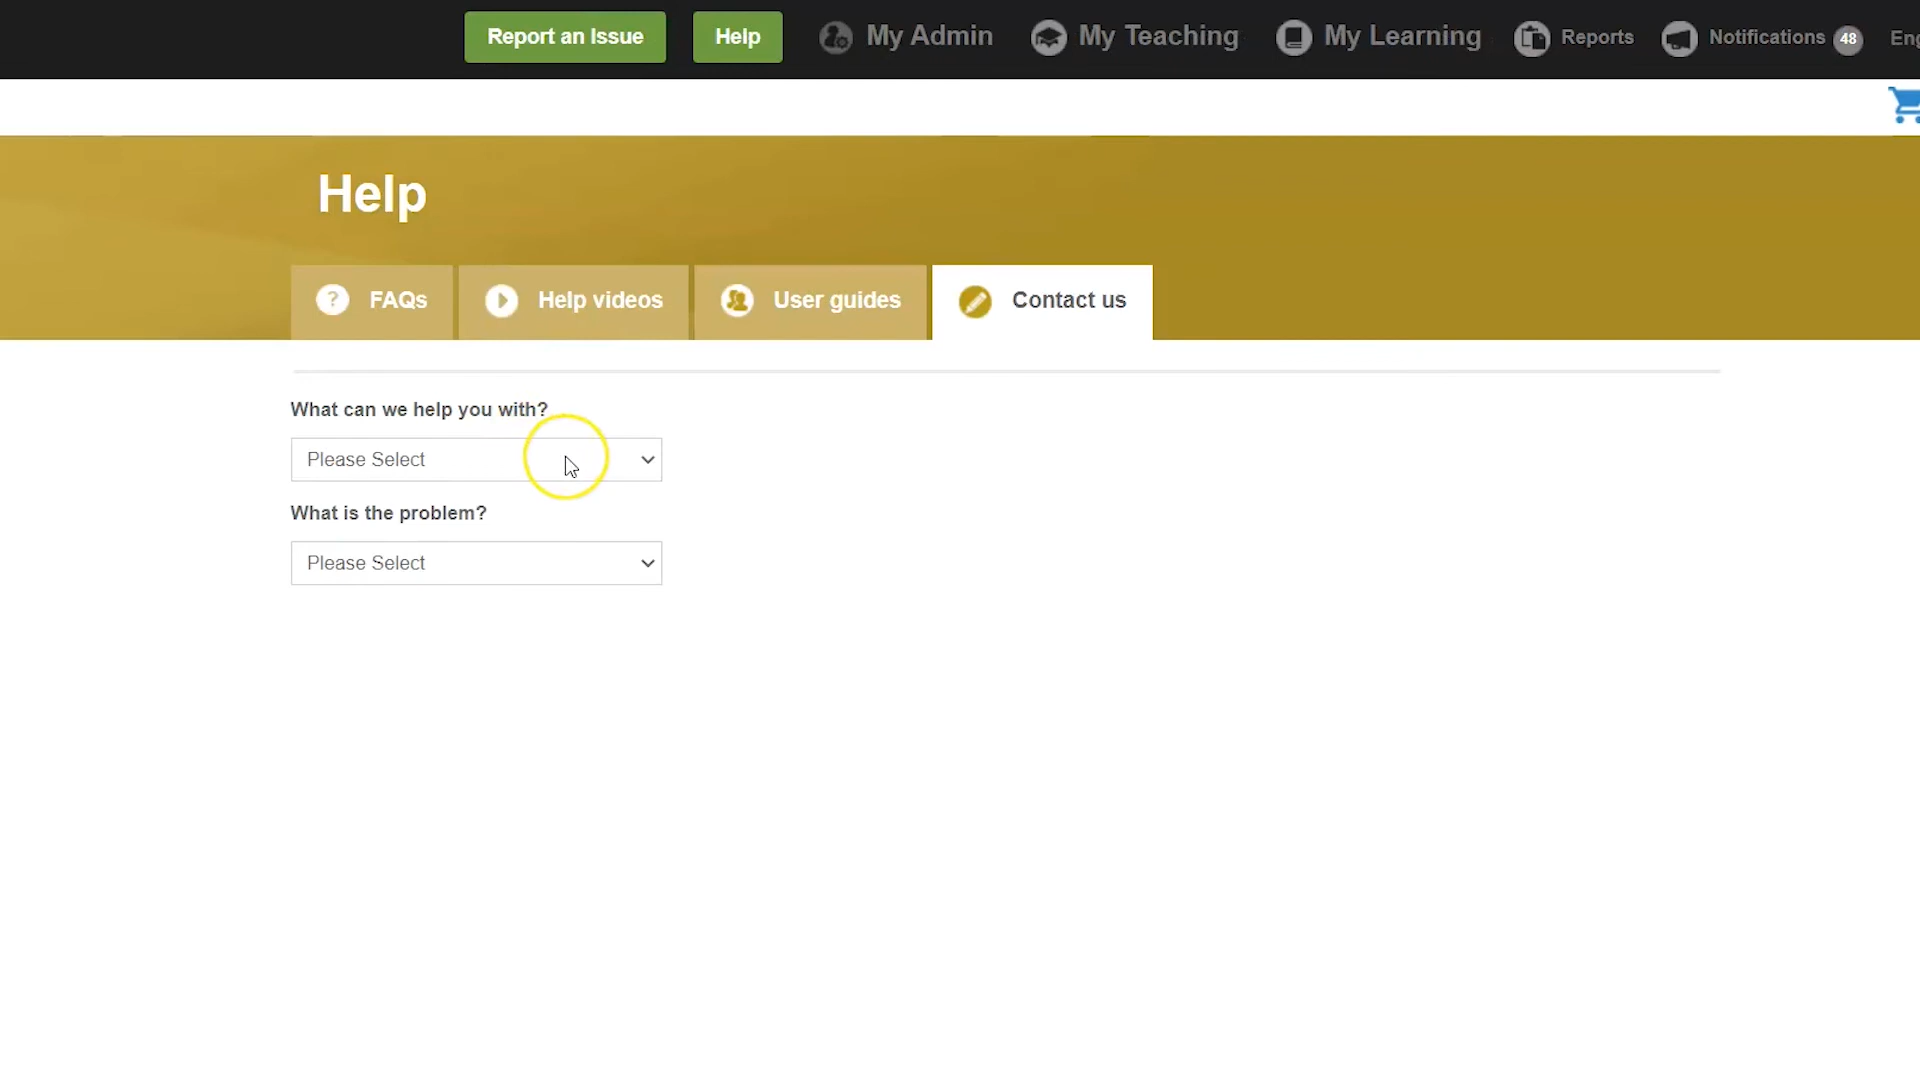 Report an Issue Help My Admin My Teaching My Learning Reports Notifications 48 Eng
Help
? FAQs Help videos User guides Contact us
What can we help you with?
Please Select
What is the problem?
Please Select